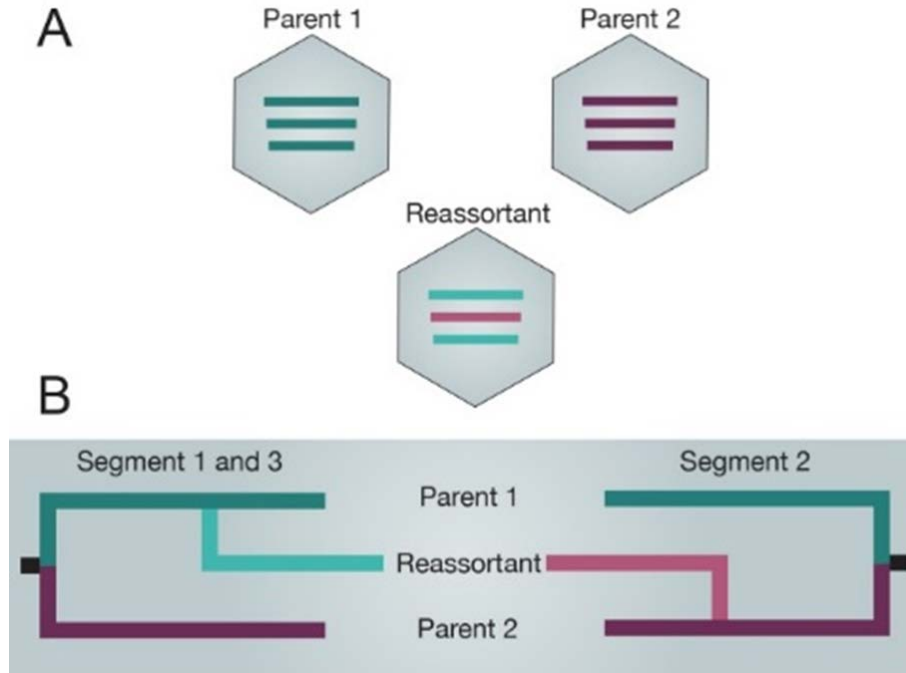 A
Parent 1
Parent 2
Reassortant
B
Segment 1 and 3
Segment 2
Parent 1
Reassortant
Parent 2